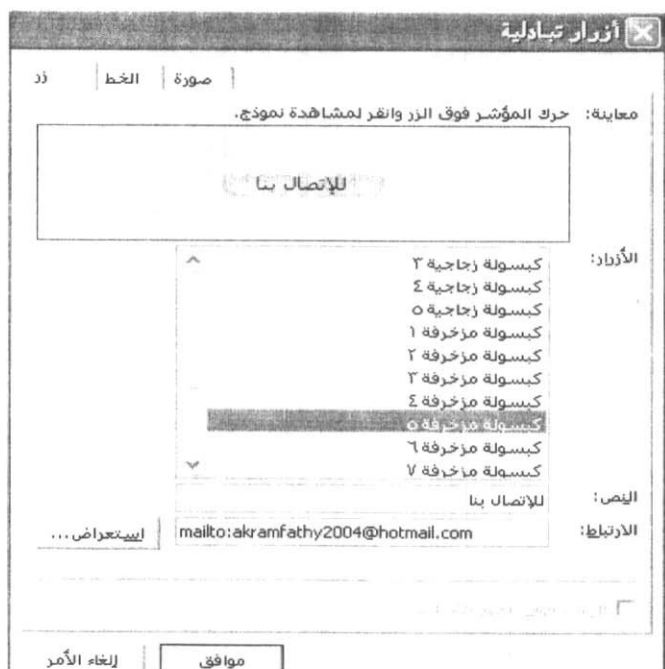 أزرار تبادلية
زر الخط صورة
معاينة: حرك المؤشر فوق الزر وانقر لمشاهدة نموذج.
للإتصال بنا
الأزرار:
كبسولة زجاجية ٣
كبسولة زجاجية ٤
كبسولة زجاجية ٥
كبسولة مزخرفة ١
كبسولة مزخرفة ٢
كبسولة مزخرفة ٣
كبسولة مزخرفة ٤
كبسولة مزخرفة ٥
كبسولة مزخرفة ٦
كبسولة مزخرفة ٧
النص: للإتصال بنا
الارتباط: mailto:akramfathy2004@hotmail.com استعراض...
موافق إلغاء الأمر